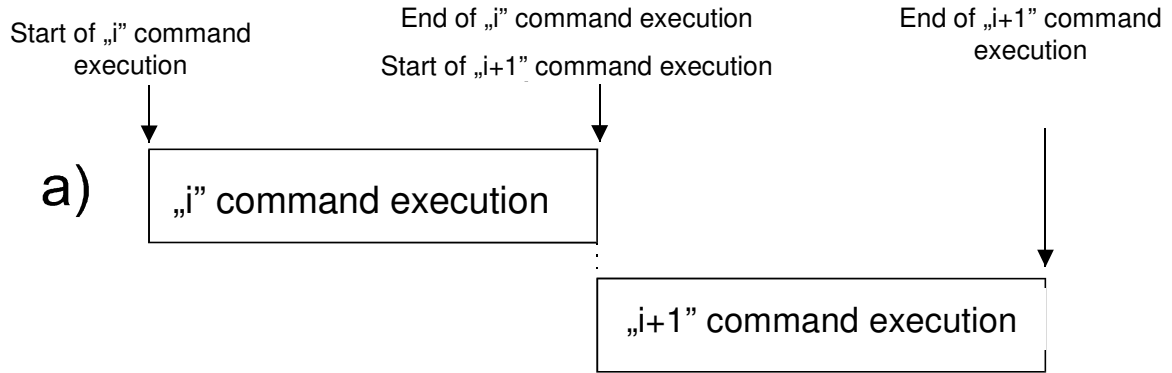 Start of „i” command
execution
End of „i” command execution
Start of „i+1” command execution
End of „i+1” command
execution
a)
„i” command execution
„i+1” command execution